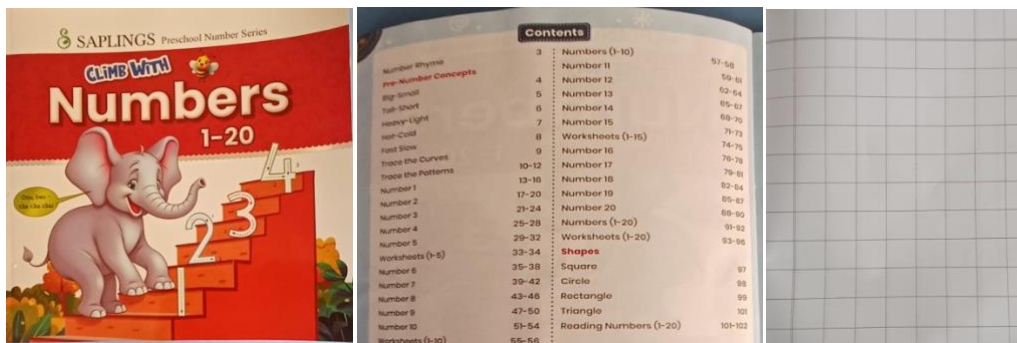 SAPLINGS Preschool Number Series
CLIMB WITH
Numbers
1-20
4
3
2
1
Contents
Number Rhyme 3
Pre-Number Concepts
Big-Small 4
Tall-Short 5
Heavy-Light 6
Hot-Cold 7
Fast Slow 8
Trace the Curves 9
Trace the Patterns 10-12
Number 1 13-16
Number 2 17-20
Number 3 21-24
Number 4 25-28
Number 5 29-32
Worksheets (1-5) 33-34
Number 6 35-38
Number 7 39-42
Number 8 43-46
Number 9 47-50
Number 10 51-54
Worksheets (1-10) 55-56
Numbers (1-10) 57-58
Number 11 59-61
Number 12 62-64
Number 13 65-67
Number 14 68-70
Number 15 71-73
Worksheets (1-15) 74-75
Number 16 76-78
Number 17 79-81
Number 18 82-84
Number 19 85-87
Number 20 88-90
Numbers (1-20) 91-92
Worksheets (1-20) 93-96
Shapes
Square 97
Circle 98
Rectangle 99
Triangle 101
Reading Numbers (1-20) 101-102